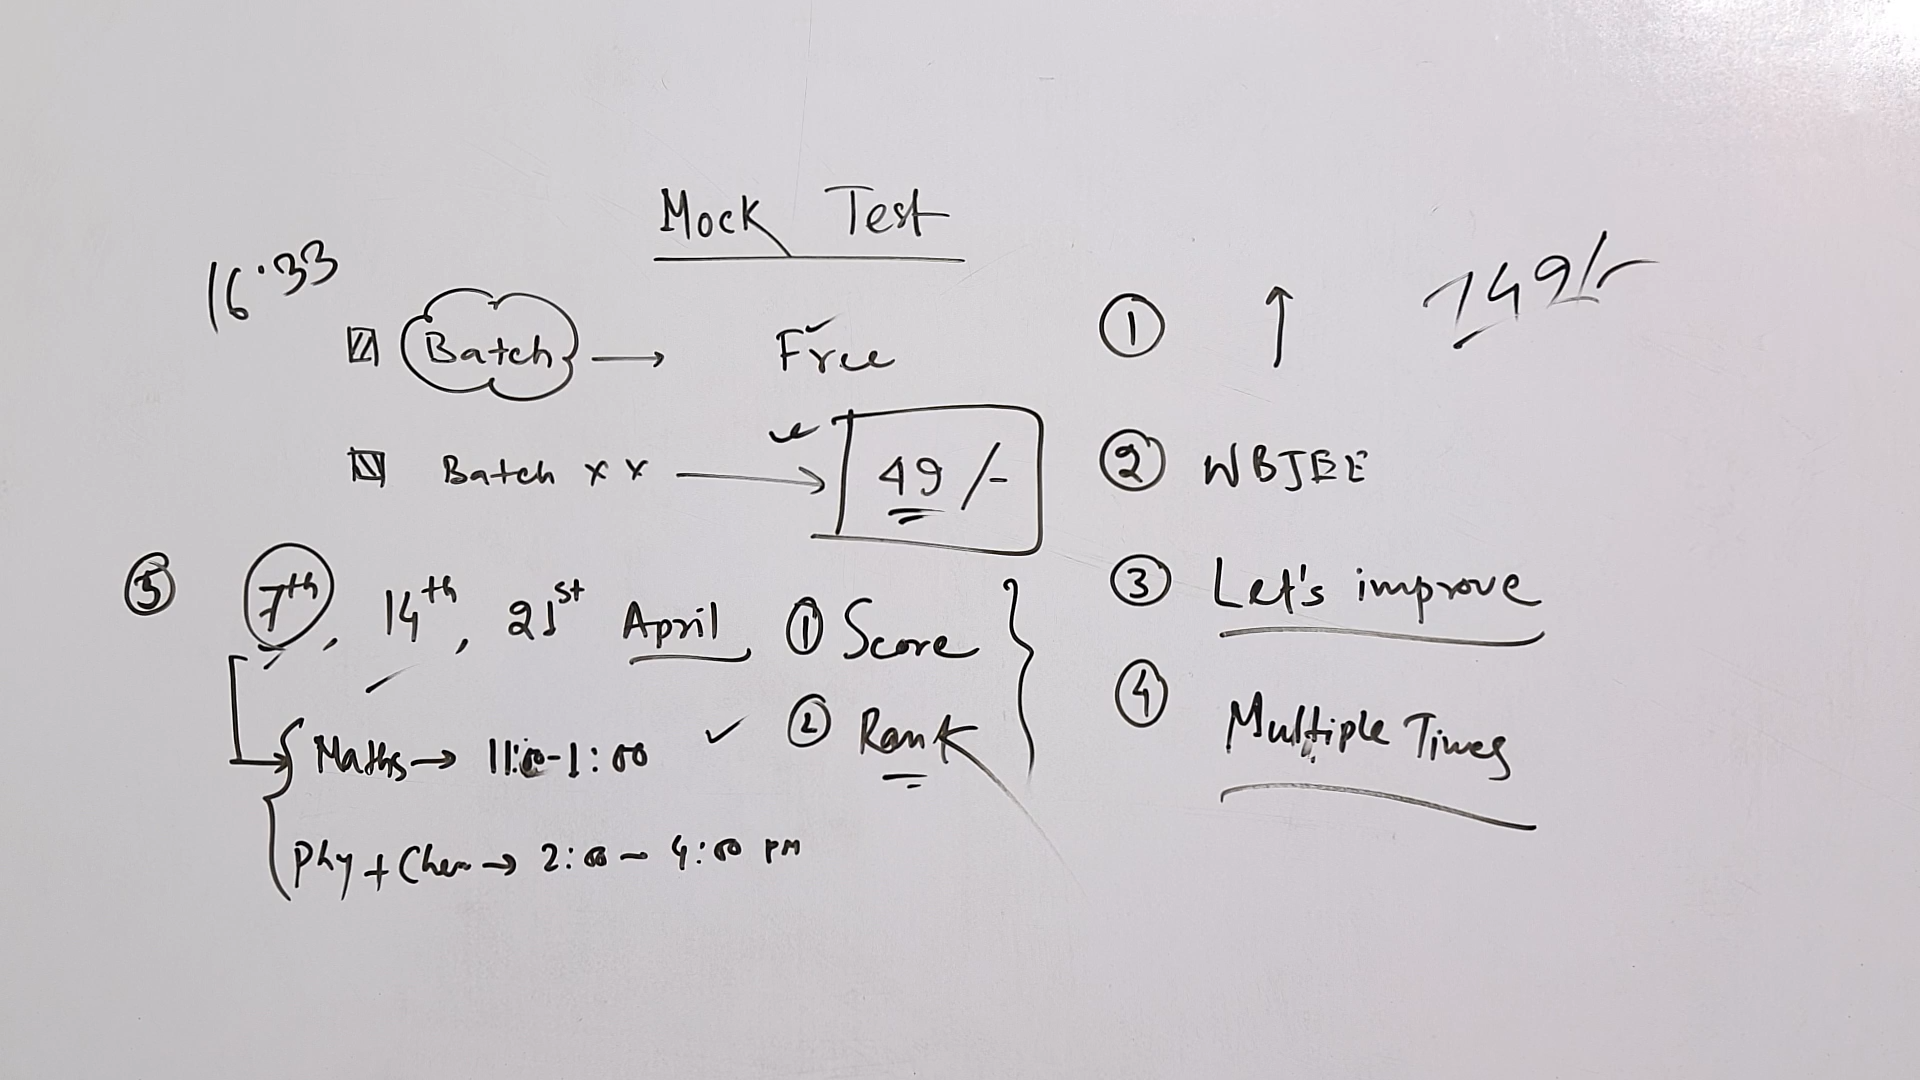 Mock Test
16.33
Batch → Free
Batch x x → 49/-
⑤ 7th, 14th, 21st April
Maths → 11:00-1:00
Phy + Chem → 2:00 - 4:00 PM
① Score
② Rank
149/-
① ↑
② WBJEE
③ Let's improve
④ Multiple Times